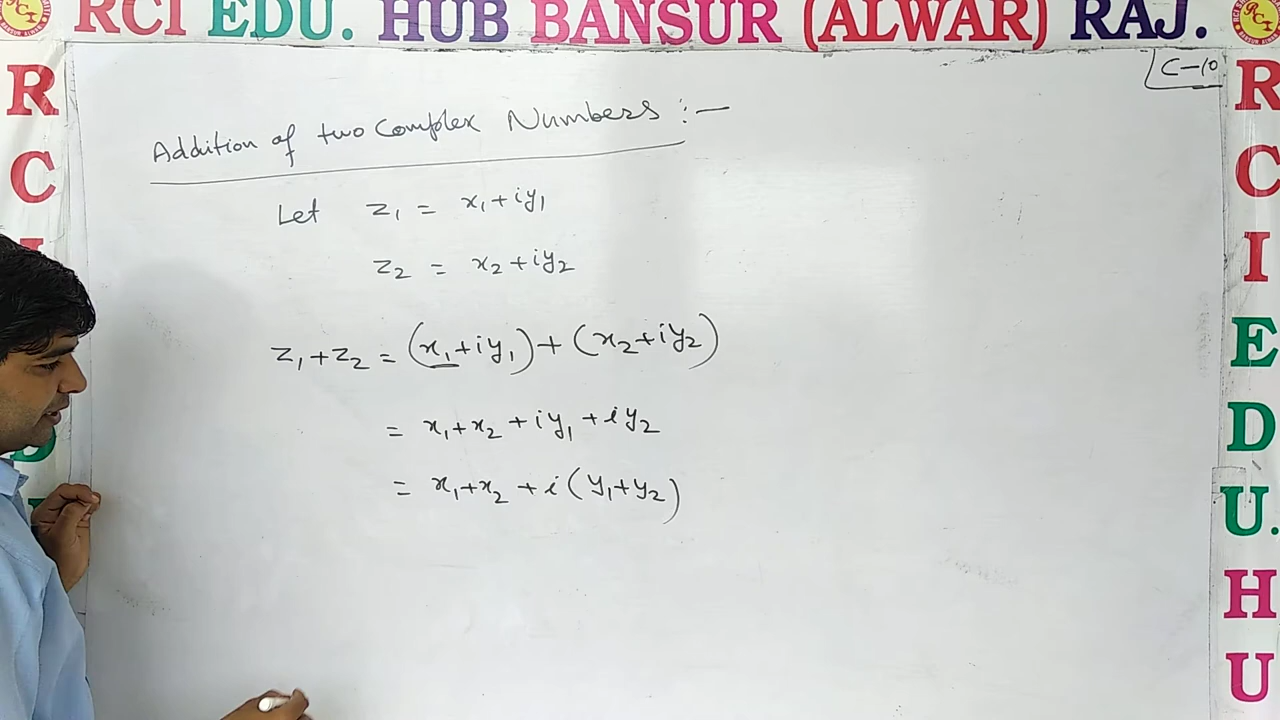 RCI EDU. HUB BANSUR (ALWAR) RAJ.
C-10
Addition of two Complex Numbers :-
Let z₁ = x₁+iy₁
z₂ = x₂+iy₂
z₁+z₂ = (x₁+iy₁)+(x₂+iy₂)
= x₁+x₂+iy₁+iy₂
= x₁+x₂+i(y₁+y₂)
R
C
I
D
R
C
I
E
D
U.
H
U